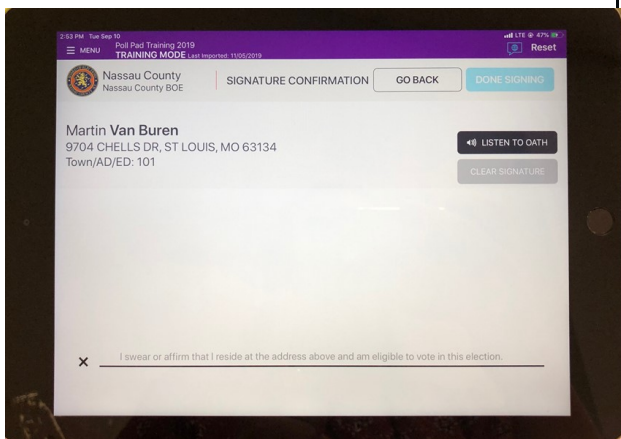 2:53 PM Tue Sep 10
LTE 47%
MENU
Poll Pad Training 2019
TRAINING MODE Last Imported: 11/05/2019
Reset
Nassau County
Nassau County BOE
SIGNATURE CONFIRMATION
GO BACK
DONE SIGNING
Martin Van Buren
9704 CHELLS DR, ST LOUIS, MO 63134
Town/AD/ED: 101
LISTEN TO OATH
CLEAR SIGNATURE
I swear or affirm that I reside at the address above and am eligible to vote in this election.
X